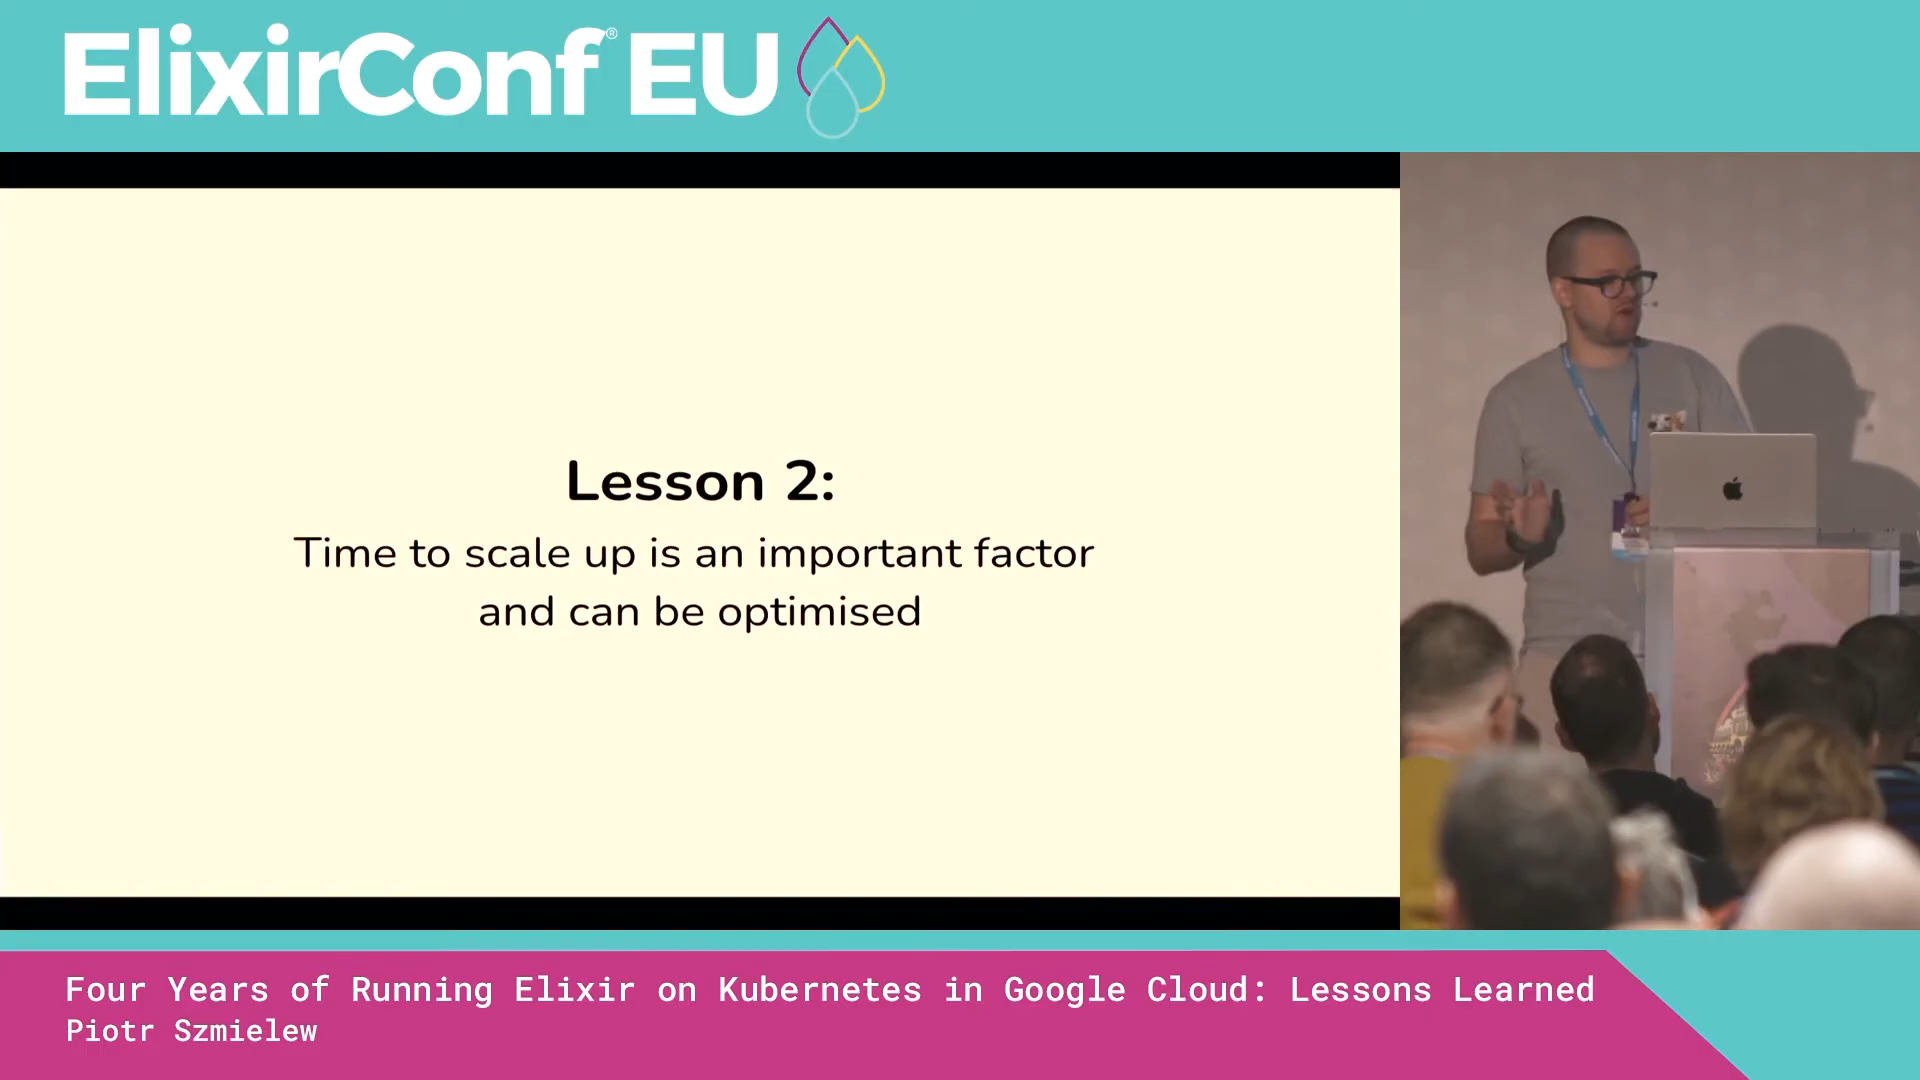 ElixirConf® EU
Lesson 2:
Time to scale up is an important factor
and can be optimised
Four Years of Running Elixir on Kubernetes in Google Cloud: Lessons Learned
Piotr Szmielew